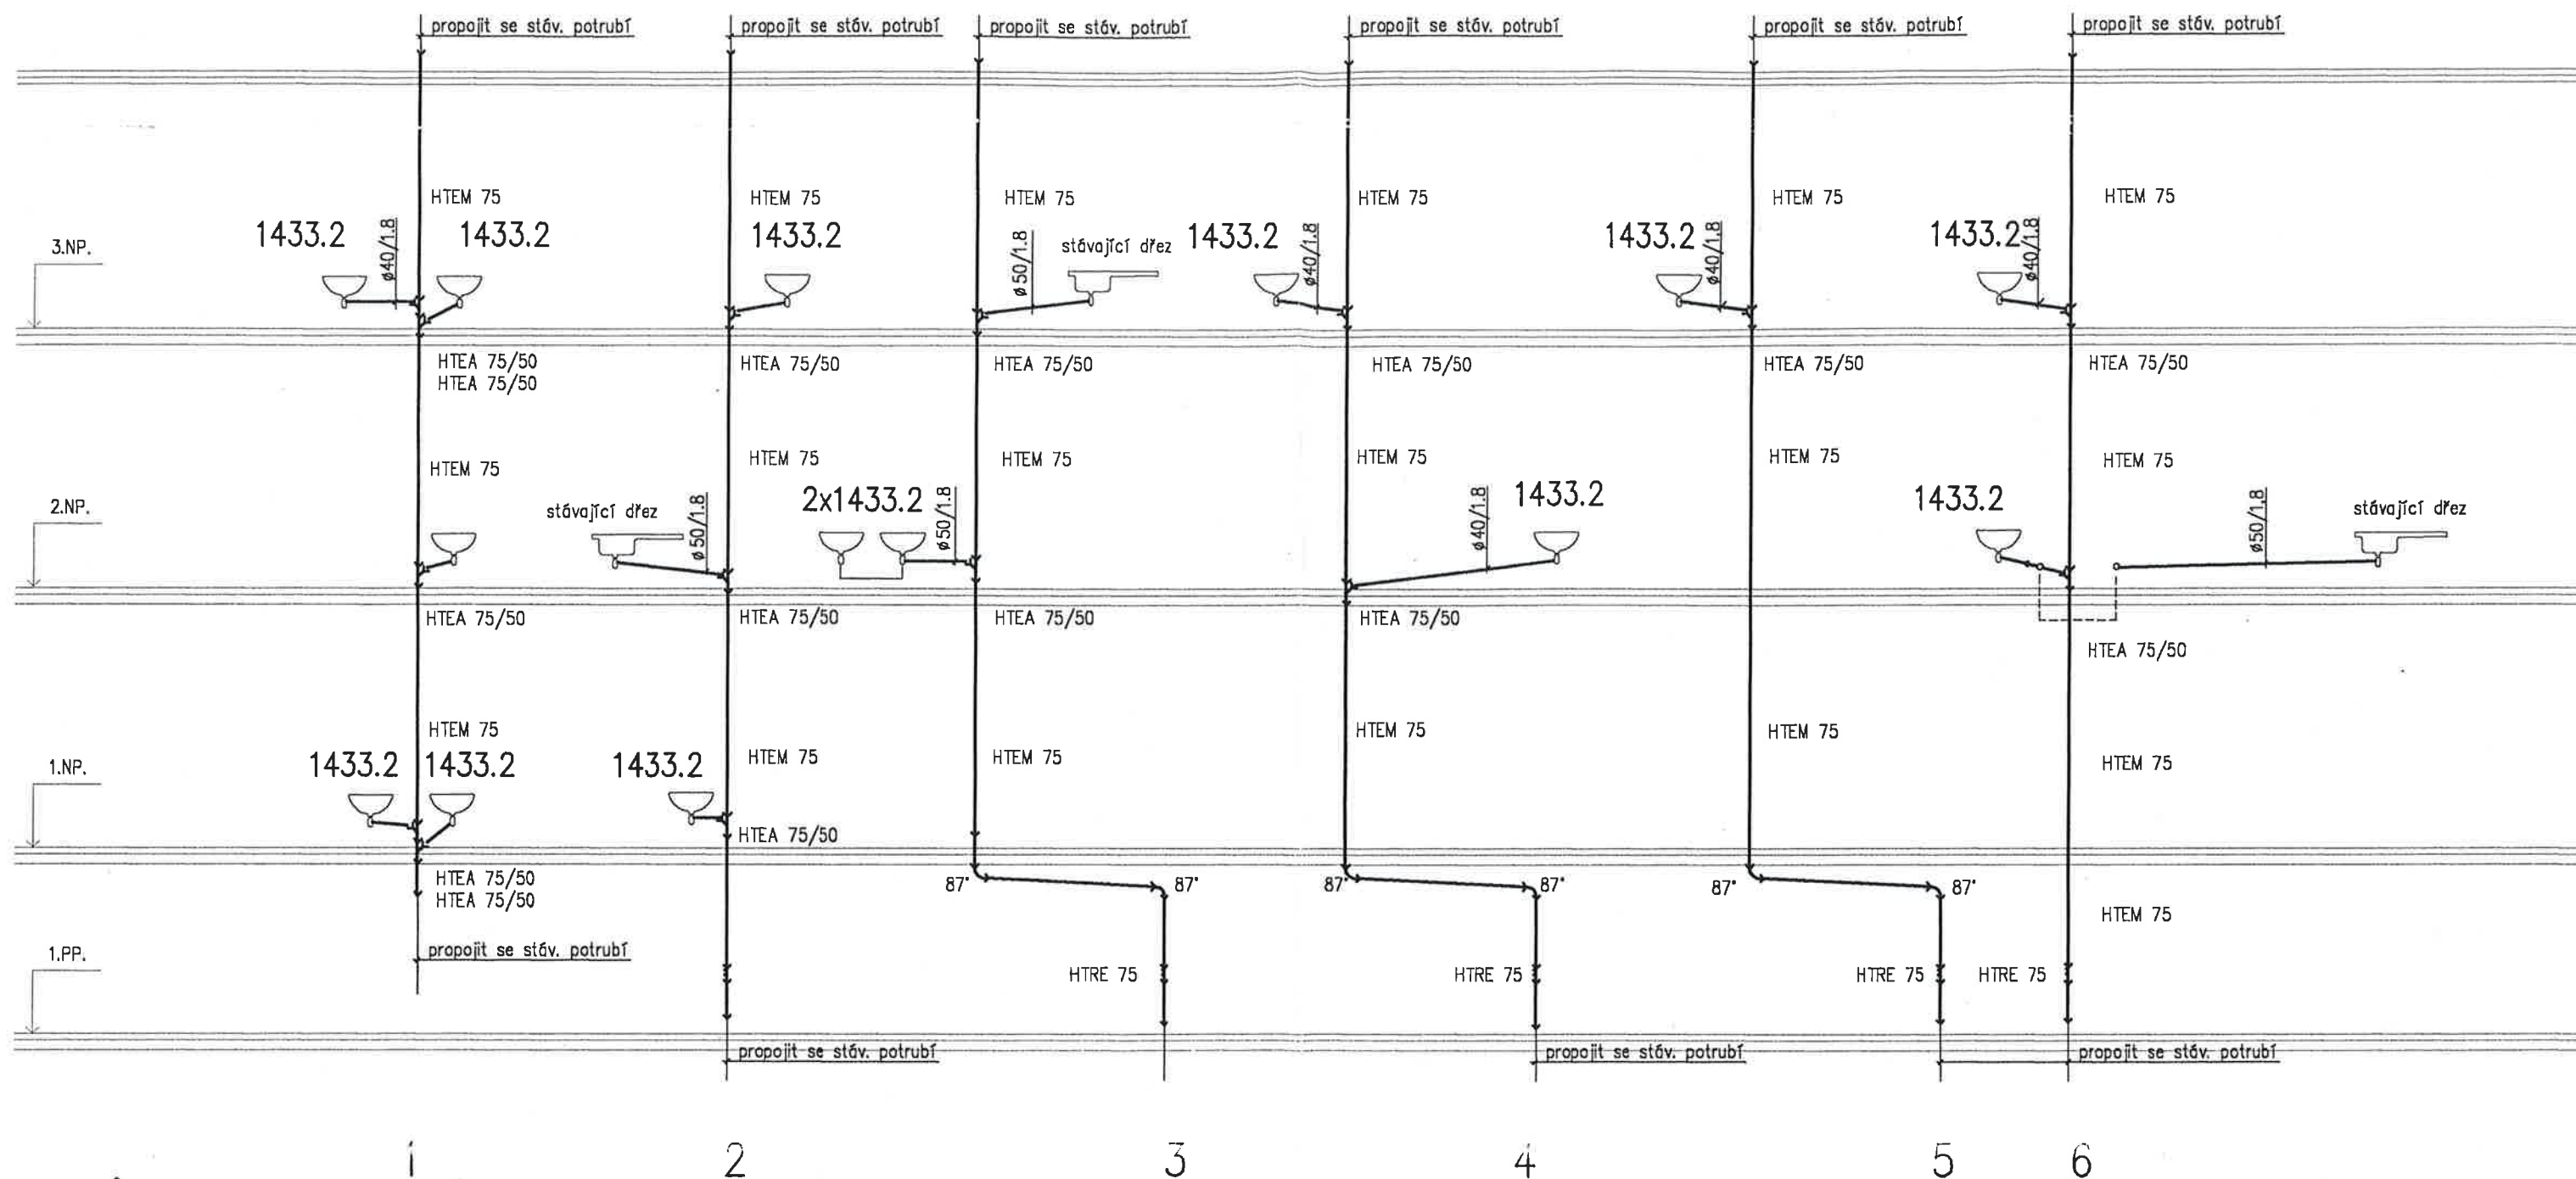 propojit se stáv. potrubí
propojit se stáv. potrubí
propojit se stáv. potrubí
propojit se stáv. potrubí
propojit se stáv. potrubí
propojit se stáv. potrubí
HTEM 75
HTEM 75
HTEM 75
HTEM 75
HTEM 75
HTEM 75
3.NP.
1433.2
ø40/1.8
1433.2
1433.2
ø50/1.8
stávající dřez
1433.2
ø40/1.8
1433.2
ø40/1.8
1433.2
ø40/1.8
HTEA 75/50
HTEA 75/50
HTEA 75/50
HTEA 75/50
HTEA 75/50
HTEA 75/50
HTEA 75/50
HTEM 75
HTEM 75
HTEM 75
HTEM 75
HTEM 75
HTEM 75
2.NP.
stávající dřez
ø50/1.8
2x1433.2
ø50/1.8
ø40/1.8
1433.2
1433.2
ø50/1.8
stávající dřez
HTEA 75/50
HTEA 75/50
HTEA 75/50
HTEA 75/50
HTEA 75/50
HTEM 75
HTEM 75
HTEM 75
HTEM 75
HTEM 75
HTEM 75
1.NP.
1433.2
1433.2
1433.2
HTEA 75/50
HTEA 75/50
HTEA 75/50
87°
87°
87°
87°
87°
87°
HTEM 75
1.PP.
propojit se stáv. potrubí
HTRE 75
HTRE 75
HTRE 75
HTRE 75
propojit se stáv. potrubí
propojit se stáv. potrubí
propojit se stáv. potrubí
1
2
3
4
5
6